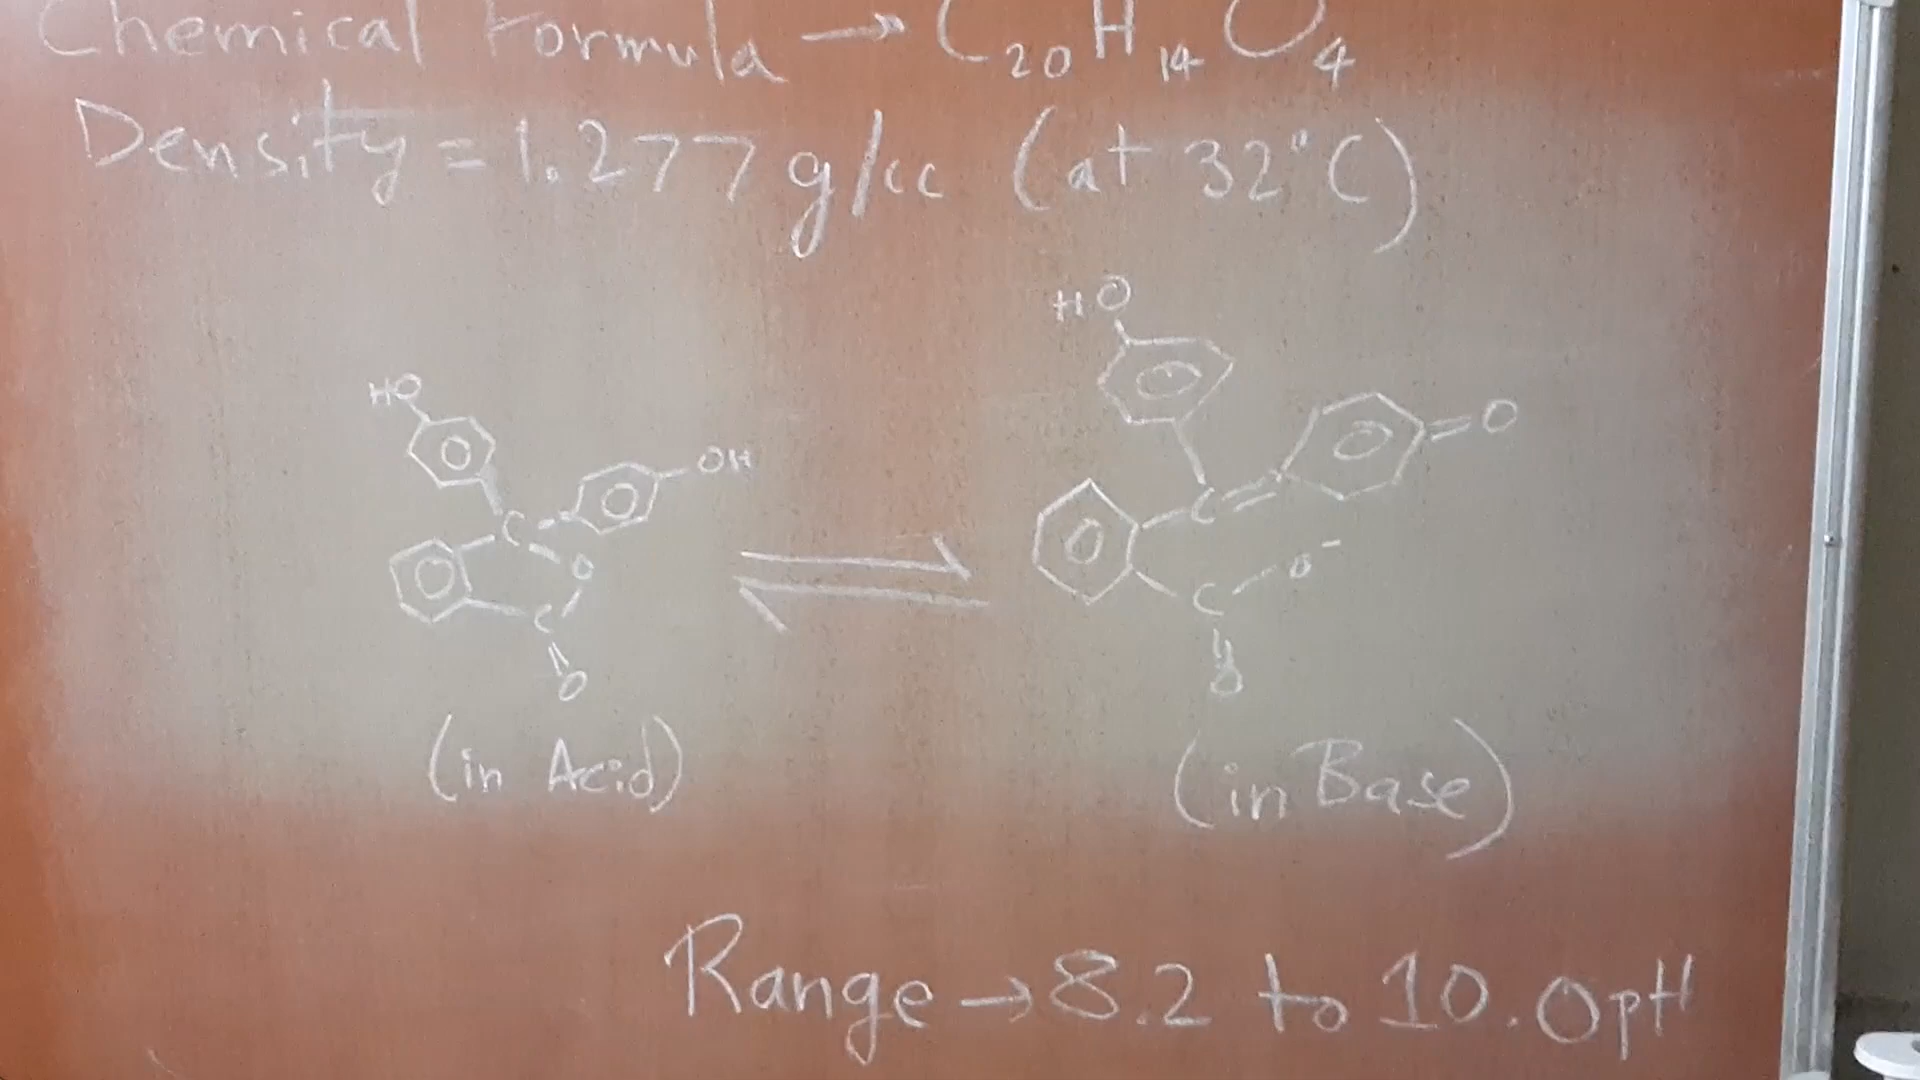 Chemical Formula → C₂₀H₁₄O₄
Density = 1.277 g/cc (at 32°C)
HO
OH
C
O
C
O
(in Acid)
⇌
HO
O
C
O⁻
C
O
(in Base)
Range → 8.2 to 10.0 pH